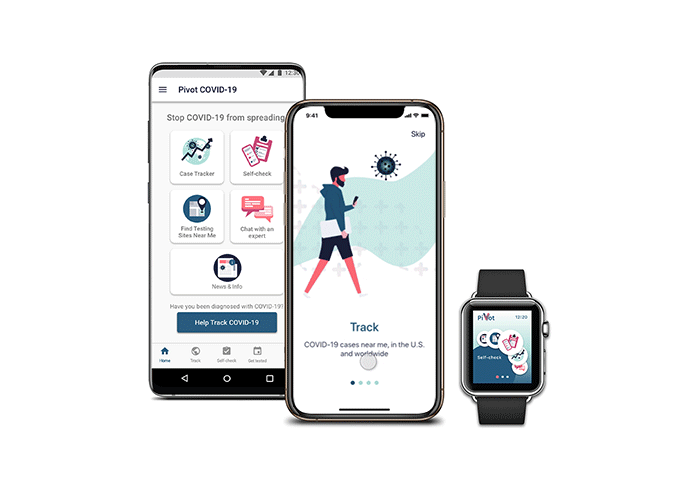 12:30
Pivot COVID-19
Stop COVID-19 from spreading
Case Tracker
Self-check
Find Testing
Sites Near Me
Chat with an
expert
News & Info
Have you been diagnosed with COVID-19?
Help Track COVID-19
Home
Track
Self-check
Get tested
9:41
Skip
Track
COVID-19 cases near me, in the U.S.
and worldwide
Pivot
12:20
Self-check